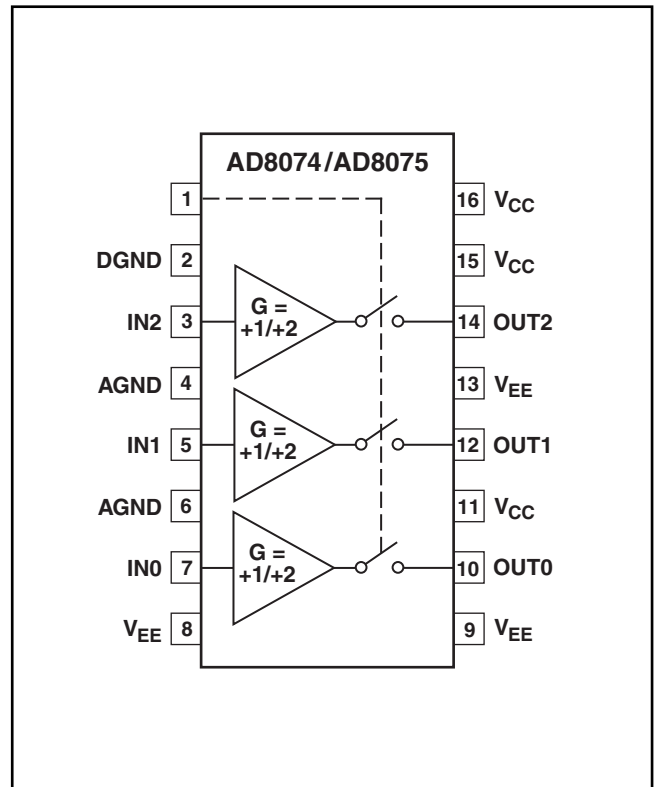 AD8074/AD8075
1
16 VCC
DGND 2
15 VCC
IN2 3
G =
+1/+2
14 OUT2
AGND 4
13 VEE
IN1 5
G =
+1/+2
12 OUT1
AGND 6
11 VCC
IN0 7
G =
+1/+2
10 OUT0
VEE 8
9 VEE